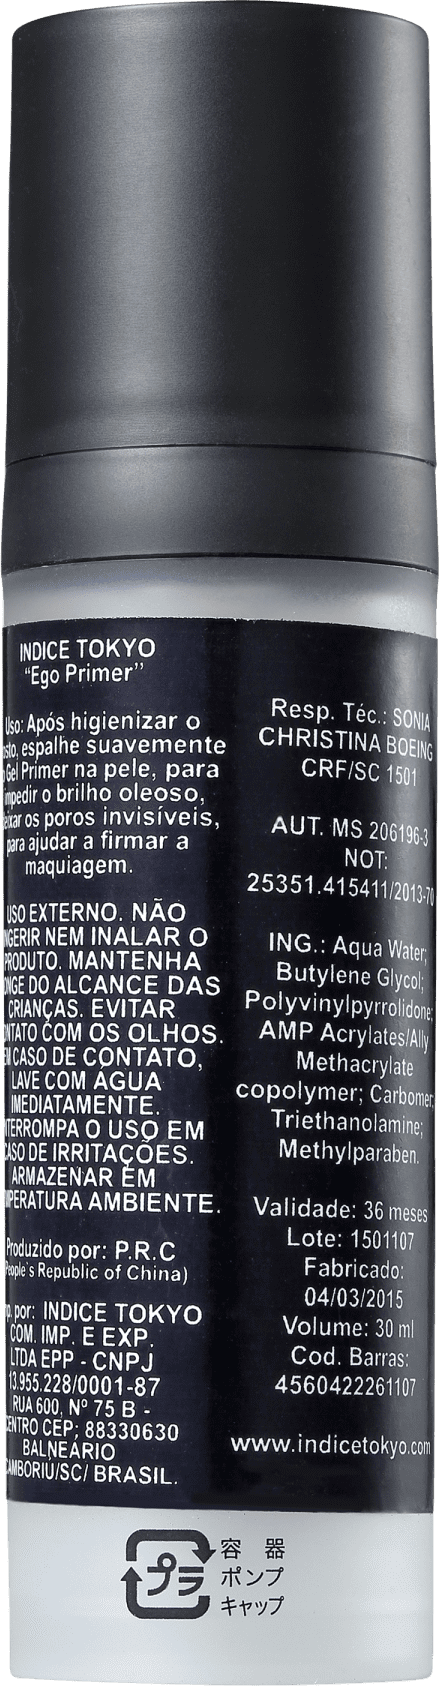 INDICE TOKYO
“Ego Primer”
Uso: Após higienizar o
rosto, espalhe suavemente
o Gel Primer na pele, para
impedir o brilho oleoso,
deixar os poros invisíveis,
para ajudar a firmar a
maquiagem.
USO EXTERNO. NÃO
INGERIR NEM INALAR O
PRODUTO. MANTENHA
LONGE DO ALCANCE DAS
CRIANÇAS. EVITAR
CONTATO COM OS OLHOS.
EM CASO DE CONTATO,
LAVE COM ÁGUA
IMEDIATAMENTE.
INTERROMPA O USO EM
CASO DE IRRITAÇÕES.
ARMAZENAR EM
TEMPERATURA AMBIENTE.
Produzido por: P.R.C
(People's Republic of China)
Imp. por: INDICE TOKYO
COM. IMP. E EXP.
LTDA EPP - CNPJ
13.955.228/0001-87
RUA 600, Nº 75 B -
CENTRO CEP; 88330630
BALNEÁRIO
CAMBORIÚ/SC/ BRASIL.
Resp. Téc.: SONIA
CHRISTINA BOEING
CRF/SC 1501
AUT. MS 206196-3
NOT:
25351.415411/2013-70
ING.: Aqua Water;
Butylene Glycol;
Polyvinylpyrrolidone;
AMP Acrylates/Ally
Methacrylate
copolymer; Carbomer;
Triethanolamine;
Methylparaben.
Validade: 36 meses
Lote: 1501107
Fabricado:
04/03/2015
Volume: 30 ml
Cod. Barras:
4560422261107
www.indicetokyo.com
プラ
容 器
ポンプ
キャップ